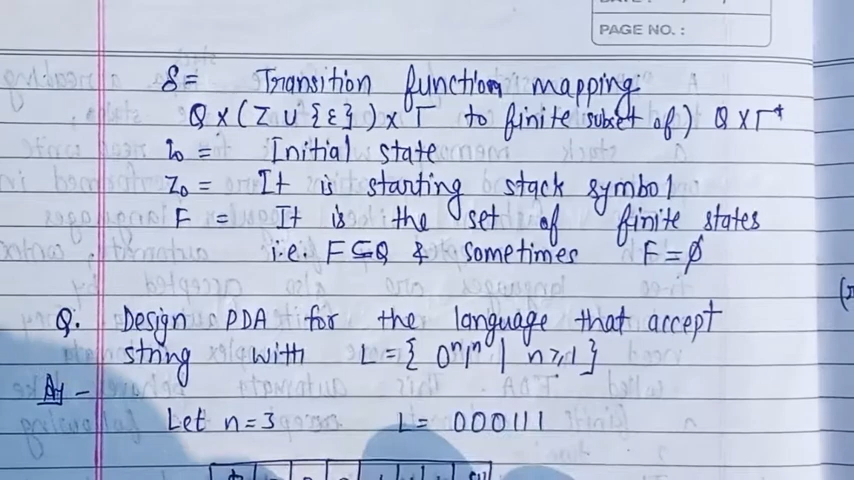 PAGE NO.:
δ = Transition function mapping
Q × (Σ ∪ {ε}) × Γ to finite subset of) Q × Γ*
q₀ = Initial state
Z₀ = It is starting stack symbol
F = It is the set of finite states
i.e. F ⊆ Q & sometimes F = ∅
Q. Design PDA for the language that accept
string with L = { 0ⁿ1ⁿ | n ≥ 1 }
Let n = 3 L = 000111